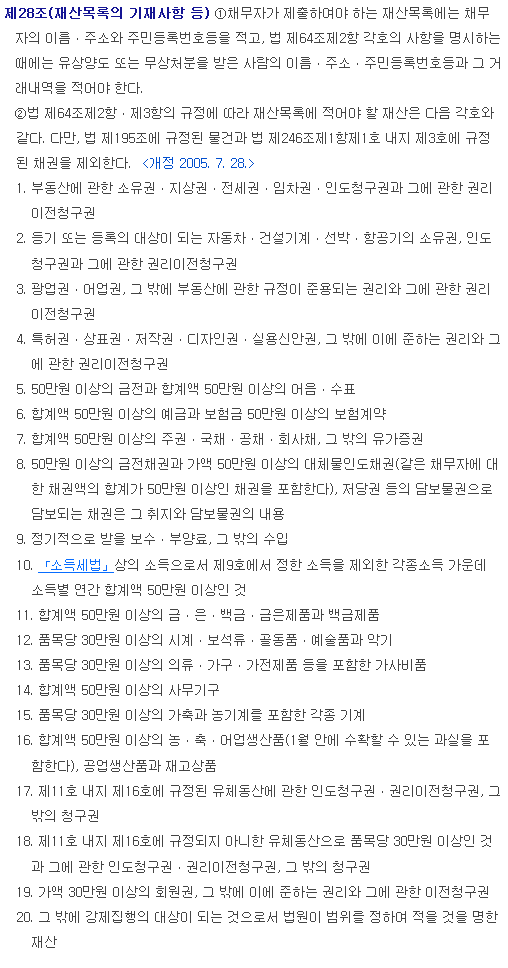 제28조(재산목록의 기재사항 등) ①채무자가 제출하여야 하는 재산목록에는 채무
자의 이름ㆍ주소와 주민등록번호등을 적고, 법 제64조제2항 각호의 사항을 명시하는
때에는 유상양도 또는 무상처분을 받은 사람의 이름ㆍ주소ㆍ주민등록번호등과 그 거
래내역을 적어야 한다.
②법 제64조제2항ㆍ제3항의 규정에 따라 재산목록에 적어야 할 재산은 다음 각호와
같다. 다만, 법 제195조에 규정된 물건과 법 제246조제1항제1호 내지 제3호에 규정
된 채권을 제외한다. <개정 2005. 7. 28.>
1. 부동산에 관한 소유권ㆍ지상권ㆍ전세권ㆍ임차권ㆍ인도청구권과 그에 관한 권리
이전청구권
2. 등기 또는 등록의 대상이 되는 자동차ㆍ건설기계ㆍ선박ㆍ항공기의 소유권, 인도
청구권과 그에 관한 권리이전청구권
3. 광업권ㆍ어업권, 그 밖에 부동산에 관한 규정이 준용되는 권리와 그에 관한 권리
이전청구권
4. 특허권ㆍ상표권ㆍ저작권ㆍ디자인권ㆍ실용신안권, 그 밖에 이에 준하는 권리와 그
에 관한 권리이전청구권
5. 50만원 이상의 금전과 합계액 50만원 이상의 어음ㆍ수표
6. 합계액 50만원 이상의 예금과 보험금 50만원 이상의 보험계약
7. 합계액 50만원 이상의 주권ㆍ국채ㆍ공채ㆍ회사채, 그 밖의 유가증권
8. 50만원 이상의 금전채권과 가액 50만원 이상의 대체물인도채권(같은 채무자에 대
한 채권액의 합계가 50만원 이상인 채권을 포함한다), 저당권 등의 담보물권으로
담보되는 채권은 그 취지와 담보물권의 내용
9. 정기적으로 받을 보수ㆍ부양료, 그 밖의 수입
10. 「소득세법」상의 소득으로서 제9호에서 정한 소득을 제외한 각종소득 가운데
소득별 연간 합계액 50만원 이상인 것
11. 합계액 50만원 이상의 금ㆍ은ㆍ백금ㆍ금은제품과 백금제품
12. 품목당 30만원 이상의 시계ㆍ보석류ㆍ골동품ㆍ예술품과 악기
13. 품목당 30만원 이상의 의류ㆍ가구ㆍ가전제품 등을 포함한 가사비품
14. 합계액 50만원 이상의 사무기구
15. 품목당 30만원 이상의 가축과 농기계를 포함한 각종 기계
16. 합계액 50만원 이상의 농ㆍ축ㆍ어업생산품(1월 안에 수확할 수 있는 과실을 포
함한다), 공업생산품과 재고상품
17. 제11호 내지 제16호에 규정된 유체동산에 관한 인도청구권ㆍ권리이전청구권, 그
밖의 청구권
18. 제11호 내지 제16호에 규정되지 아니한 유체동산으로 품목당 30만원 이상인 것
과 그에 관한 인도청구권ㆍ권리이전청구권, 그 밖의 청구권
19. 가액 30만원 이상의 회원권, 그 밖에 이에 준하는 권리와 그에 관한 이전청구권
20. 그 밖에 강제집행의 대상이 되는 것으로서 법원이 범위를 정하여 적을 것을 명한
재산